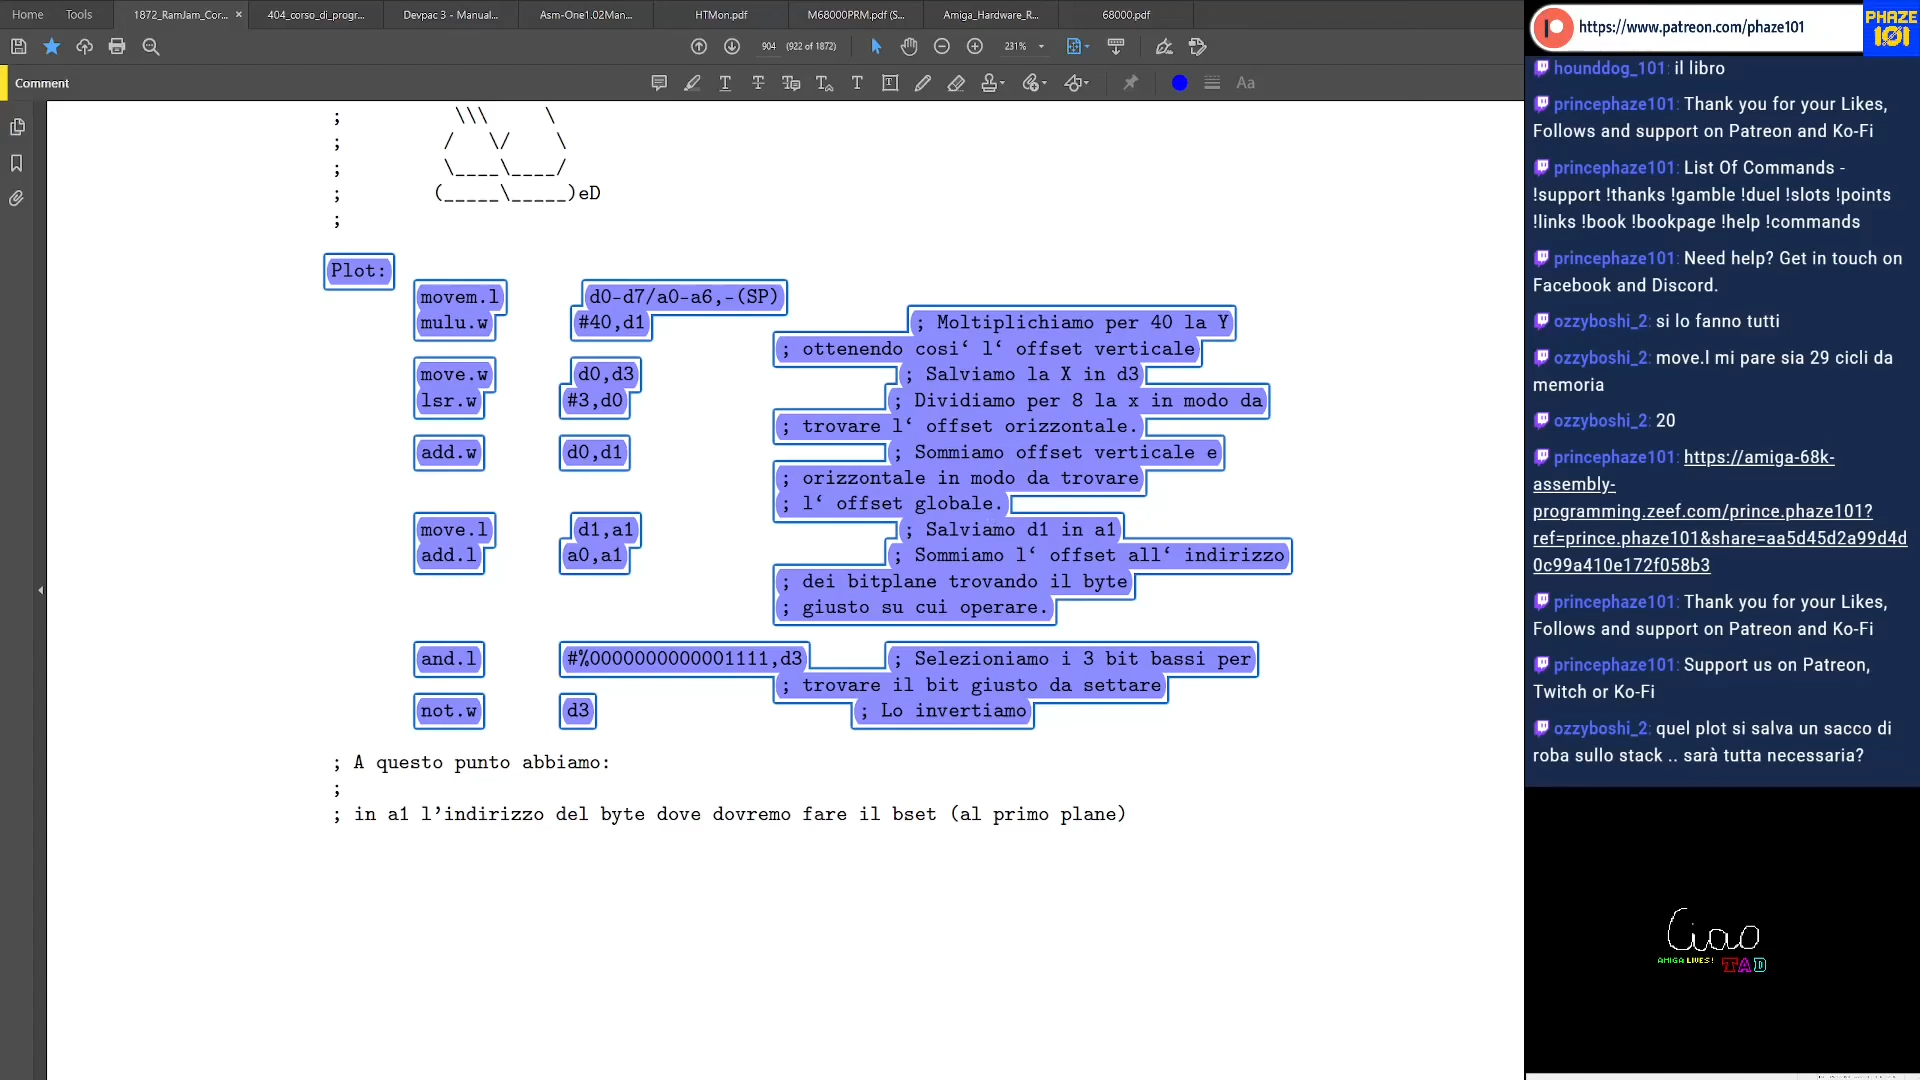 Home Tools 1872_RamJam_Cor... × 404_corso_di_progr... Devpac 3 - Manual... Asm-One1.02Man... HTMon.pdf M68000PRM.pdf (S... Amiga_Hardware_R... 68000.pdf
904 (922 of 1872) 231%
Comment
; \\\ \
; / \/ \
; \____\____/
; (_____\_____)eD
;
Plot:
movem.l d0-d7/a0-a6,-(SP)
mulu.w #40,d1 ; Moltiplichiamo per 40 la Y
; ottenendo cosi‘ l‘ offset verticale
move.w d0,d3 ; Salviamo la X in d3
lsr.w #3,d0 ; Dividiamo per 8 la x in modo da
; trovare l‘ offset orizzontale.
add.w d0,d1 ; Sommiamo offset verticale e
; orizzontale in modo da trovare
; l‘ offset globale.
move.l d1,a1 ; Salviamo d1 in a1
add.l a0,a1 ; Sommiamo l‘ offset all‘ indirizzo
; dei bitplane trovando il byte
; giusto su cui operare.
and.l #%0000000000001111,d3 ; Selezioniamo i 3 bit bassi per
; trovare il bit giusto da settare
not.w d3 ; Lo invertiamo
; A questo punto abbiamo:
;
; in a1 l’indirizzo del byte dove dovremo fare il bset (al primo plane)
https://www.patreon.com/phaze101
PHAZE
101
hounddog_101: il libro
princephaze101: Thank you for your Likes,
Follows and support on Patreon and Ko-Fi
princephaze101: List Of Commands -
!support !thanks !gamble !duel !slots !points
!links !book !bookpage !help !commands
princephaze101: Need help? Get in touch on
Facebook and Discord.
ozzyboshi_2: si lo fanno tutti
ozzyboshi_2: move.l mi pare sia 29 cicli da
memoria
ozzyboshi_2: 20
princephaze101: https://amiga-68k-
assembly-
programming.zeef.com/prince.phaze101?
ref=prince.phaze101&share=aa5d45d2a99d4d
0c99a410e172f058b3
princephaze101: Thank you for your Likes,
Follows and support on Patreon and Ko-Fi
princephaze101: Support us on Patreon,
Twitch or Ko-Fi
ozzyboshi_2: quel plot si salva un sacco di
roba sullo stack .. sarà tutta necessaria?
Ciao
AMIGA LIVES! TAD